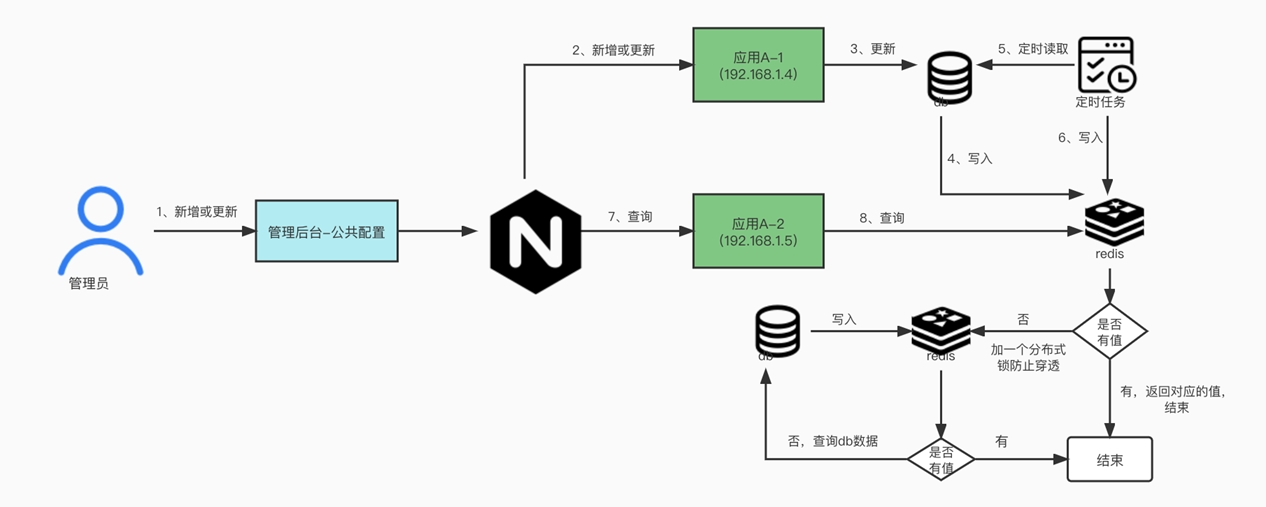 2、新增或更新
应用A-1
(192.168.1.4)
3、更新
5、定时读取
db
定时任务
4、写入
6、写入
1、新增或更新
管理后台-公共配置
管理员
N
7、查询
应用A-2
(192.168.1.5)
8、查询
redis
写入
否
是否
有值
db
redis
加一个分布式
锁防止穿透
有，返回对应的值，
结束
否，查询db数据
是否
有值
有
结束